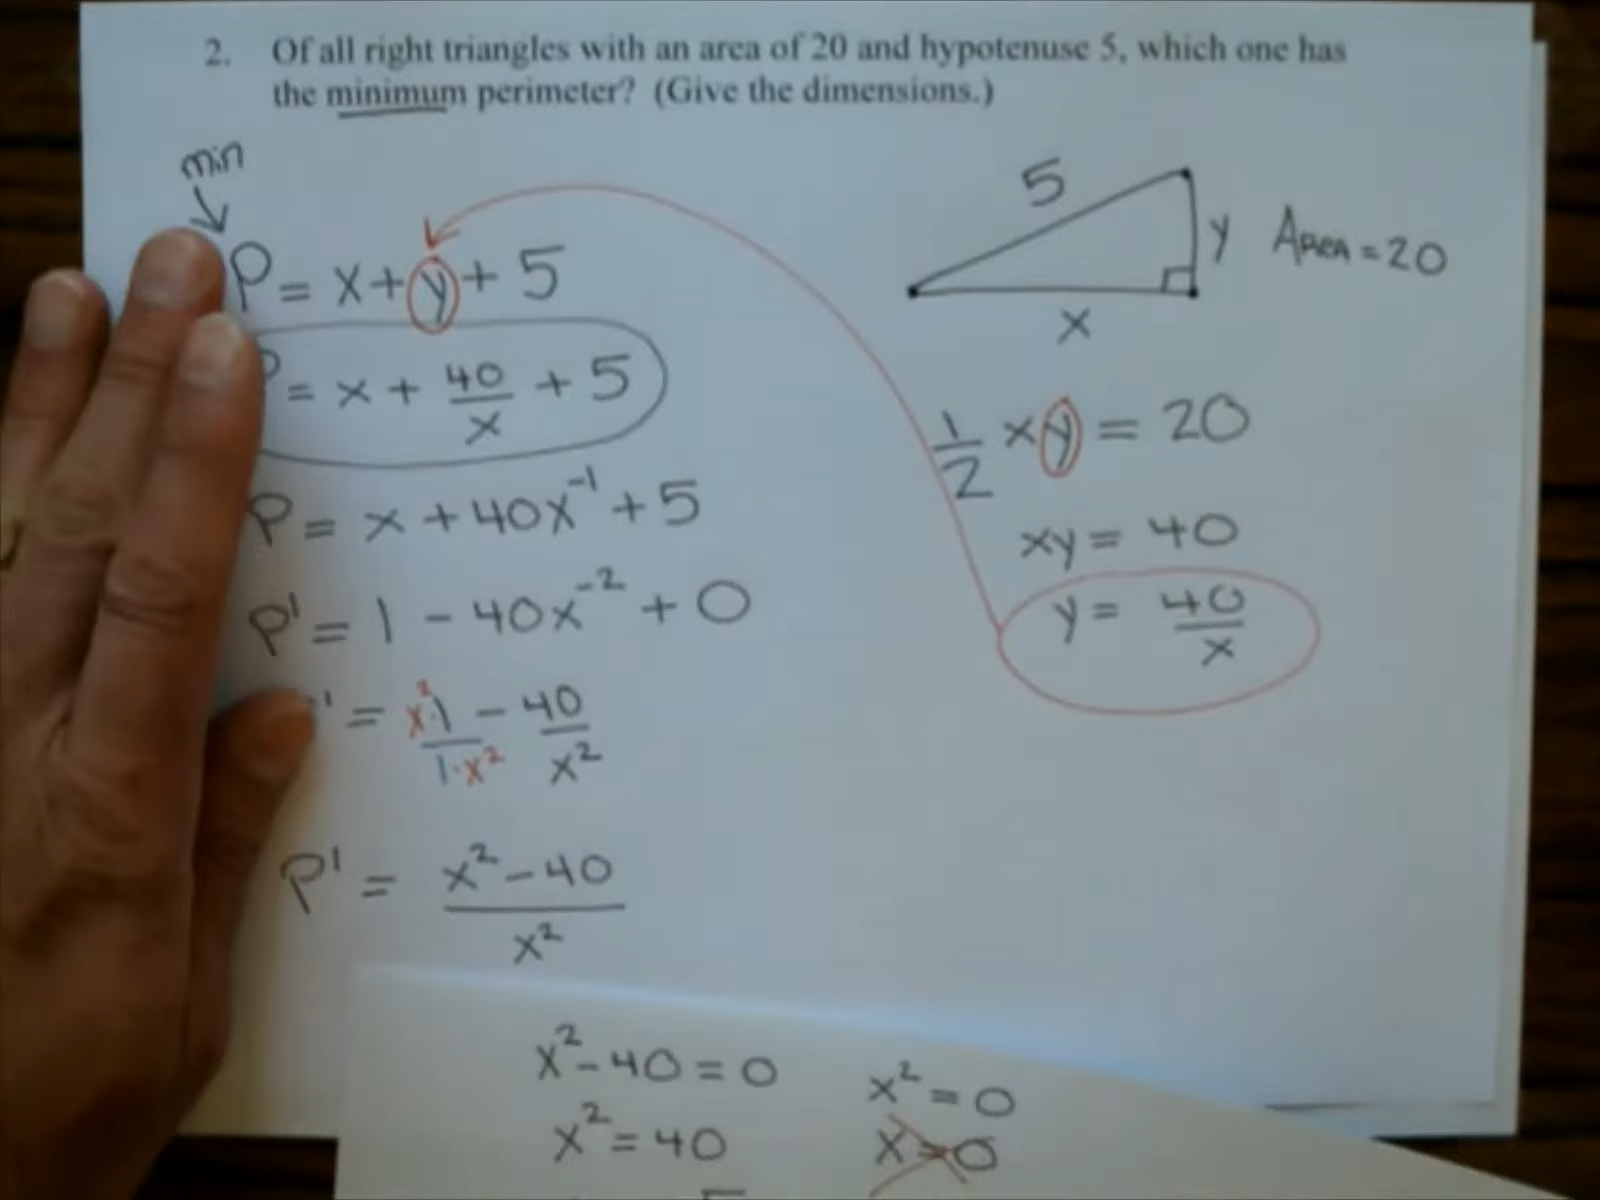 2. Of all right triangles with an area of 20 and hypotenuse 5, which one has
the minimum perimeter? (Give the dimensions.)
min
P = x + y + 5
= x + 40/x + 5
P = x + 40x⁻¹ + 5
P' = 1 - 40x⁻² + 0
' = x²·1/1·x² - 40/x²
P' = x² - 40/x²
x² - 40 = 0
x² = 40
5
y
Area = 20
x
1/2 xy = 20
xy = 40
y = 40/x
x² = 0
x = 0